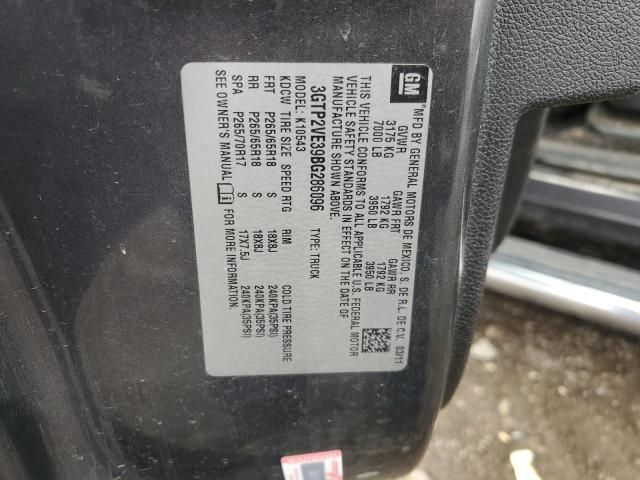 GM
MFD BY GENERAL MOTORS DE MEXICO, S. DE R.L. DE C.V. 03/11
GVWR GAWR FRT GAWR RR
3175 KG 1792 KG 1792 KG
7000 LB 3950 LB 3950 LB
THIS VEHICLE CONFORMS TO ALL APPLICABLE U.S. FEDERAL MOTOR
VEHICLE SAFETY STANDARDS IN EFFECT ON THE DATE OF
MANUFACTURE SHOWN ABOVE.
3GTP2VE39BG286096 TYPE: TRUCK
MODEL: K10543
KDCW TIRE SIZE SPEED RTG RIM COLD TIRE PRESSURE
FRT P265/65R18 S 18X8J 240KPA(35PSI)
RR P265/65R18 S 18X8J 240KPA(35PSI)
SPA P265/70R17 S 17X7.5J 240KPA(35PSI)
SEE OWNER'S MANUAL i FOR MORE INFORMATION.